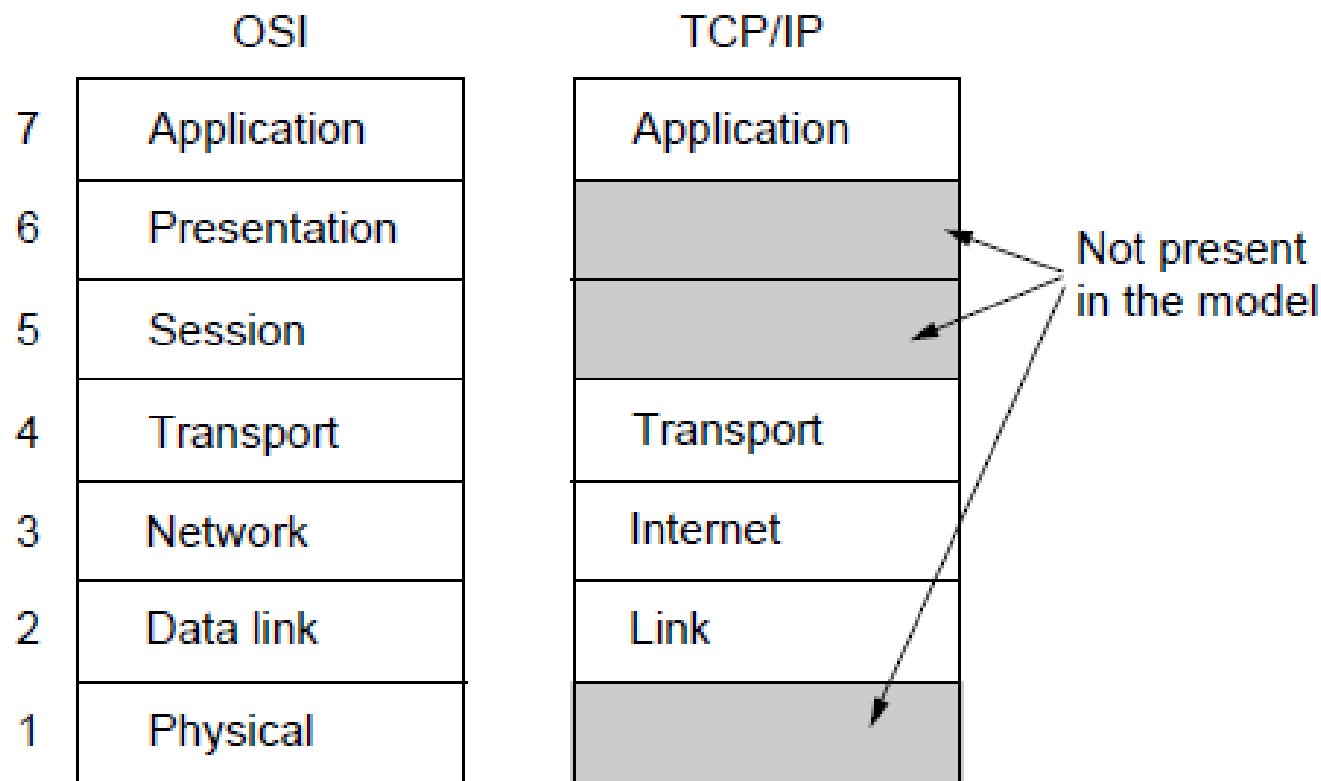 OSI TCP/IP
7 Application Application
6 Presentation
5 Session
4 Transport Transport
3 Network Internet
2 Data link Link
1 Physical
Not present
in the model